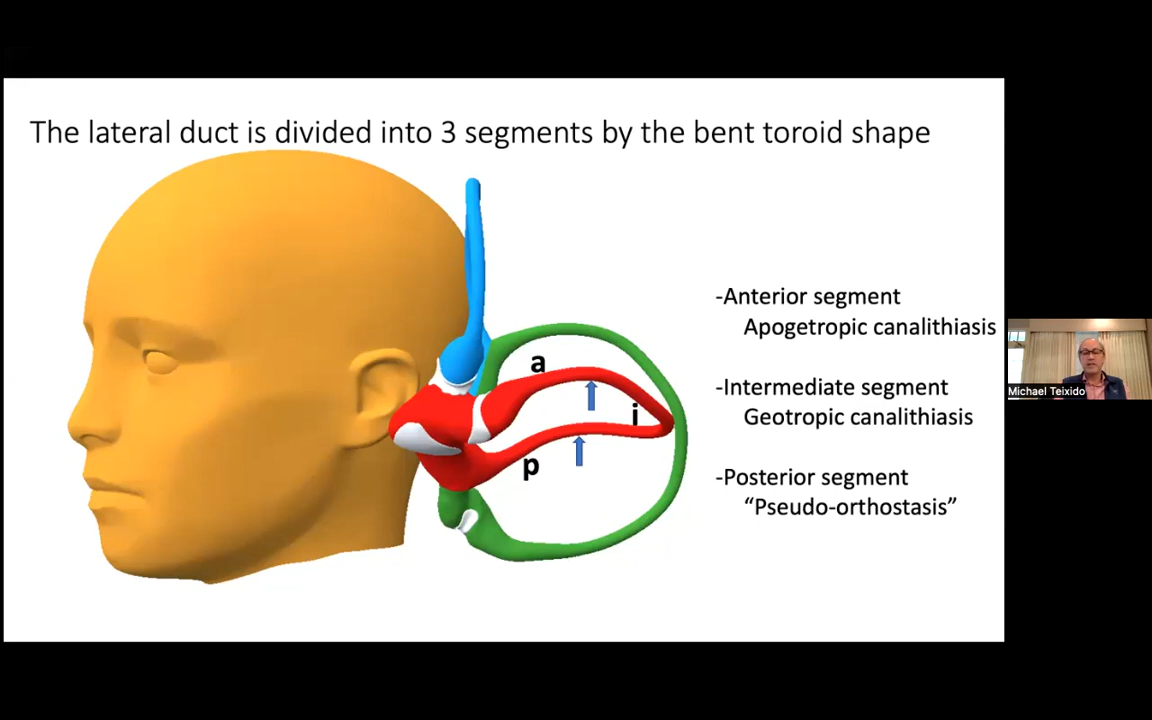 The lateral duct is divided into 3 segments by the bent toroid shape
a
i
p
-Anterior segment
Apogetropic canalithiasis
-Intermediate segment
Geotropic canalithiasis
-Posterior segment
“Pseudo-orthostasis”
Michael Teixido